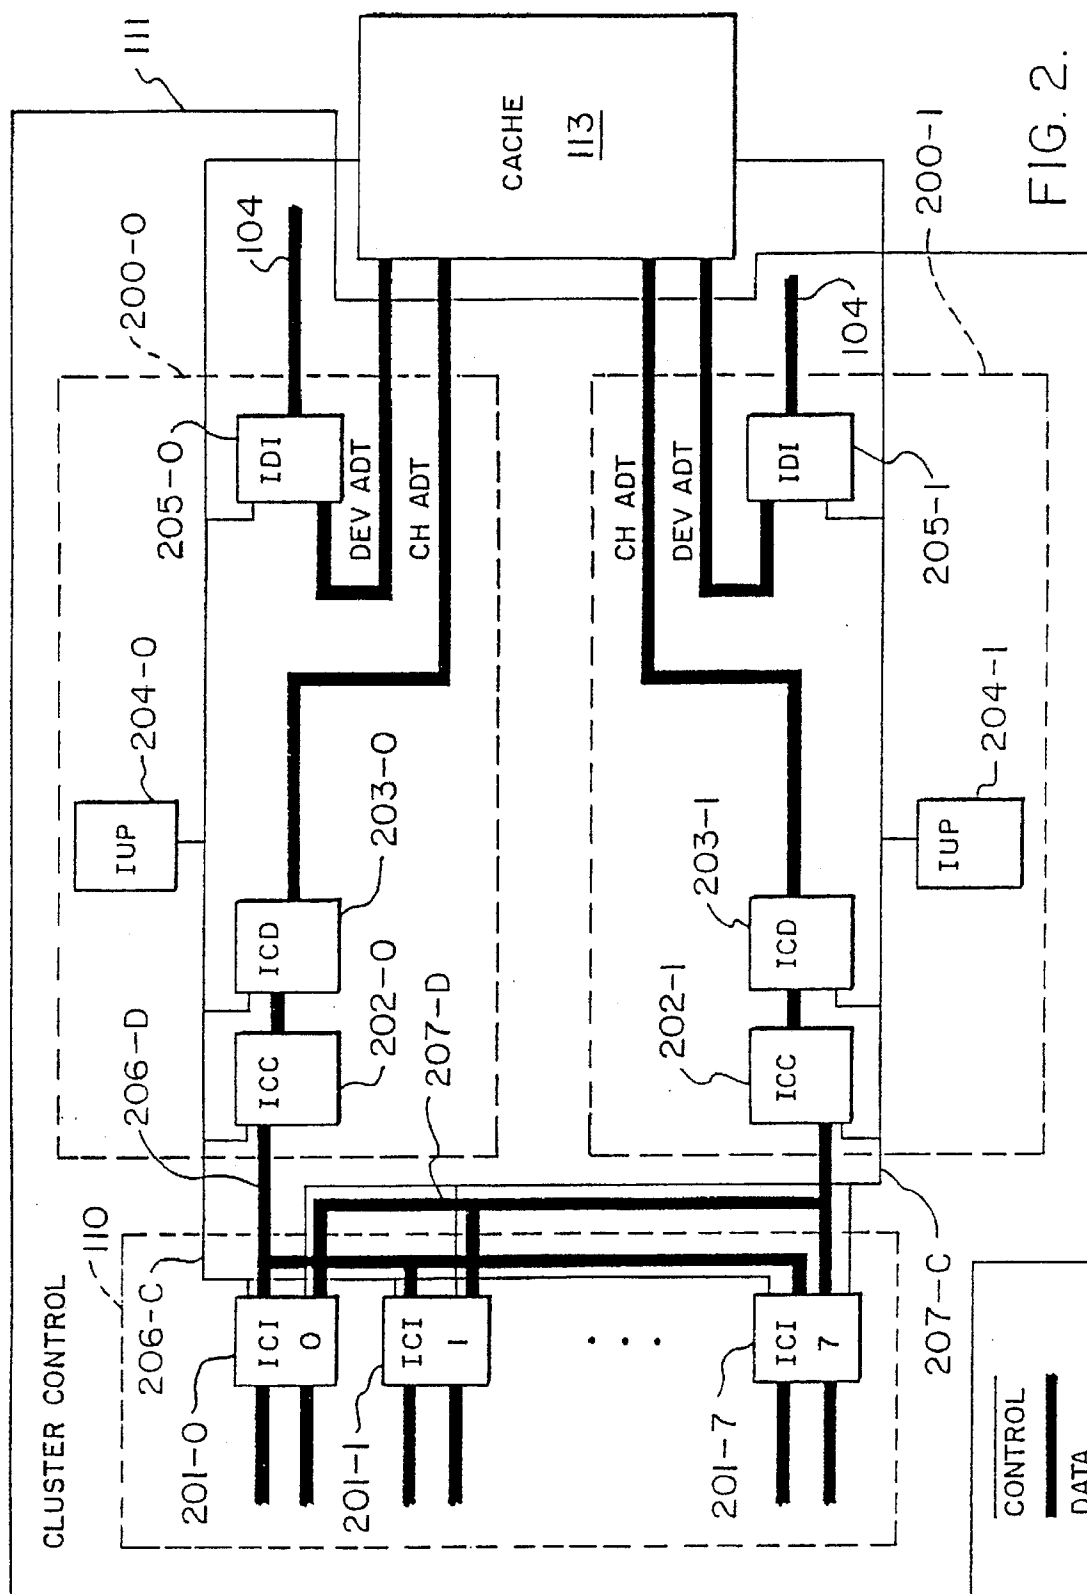 CLUSTER CONTROL
111
110
206-C
206-D
204-0
205-0
200-0
104
IUP
IDI
DEV ADT
CH ADT
CACHE
113
201-0
ICI
0
ICC
ICD
202-0
203-0
207-D
201-1
ICI
1
. . .
201-7
ICI
7
202-1
203-1
ICC
ICD
CH ADT
DEV ADT
IDI
104
IUP
204-1
205-1
200-1
207-C
CONTROL
DATA
FIG. 2.